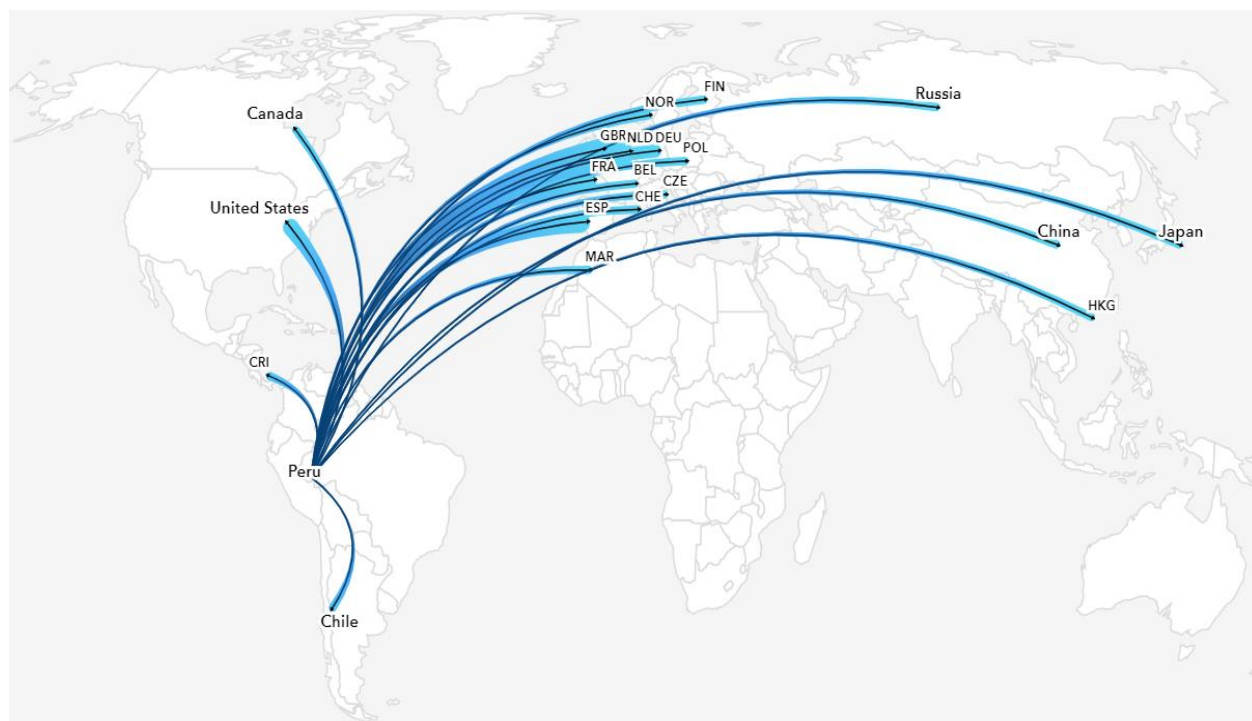 FIN
Russia
NOR
Canada
GBR
NLD
DEU
POL
FRA
BEL
CZE
CHE
United States
ESP
China
Japan
MAR
HKG
CRI
Peru
Chile